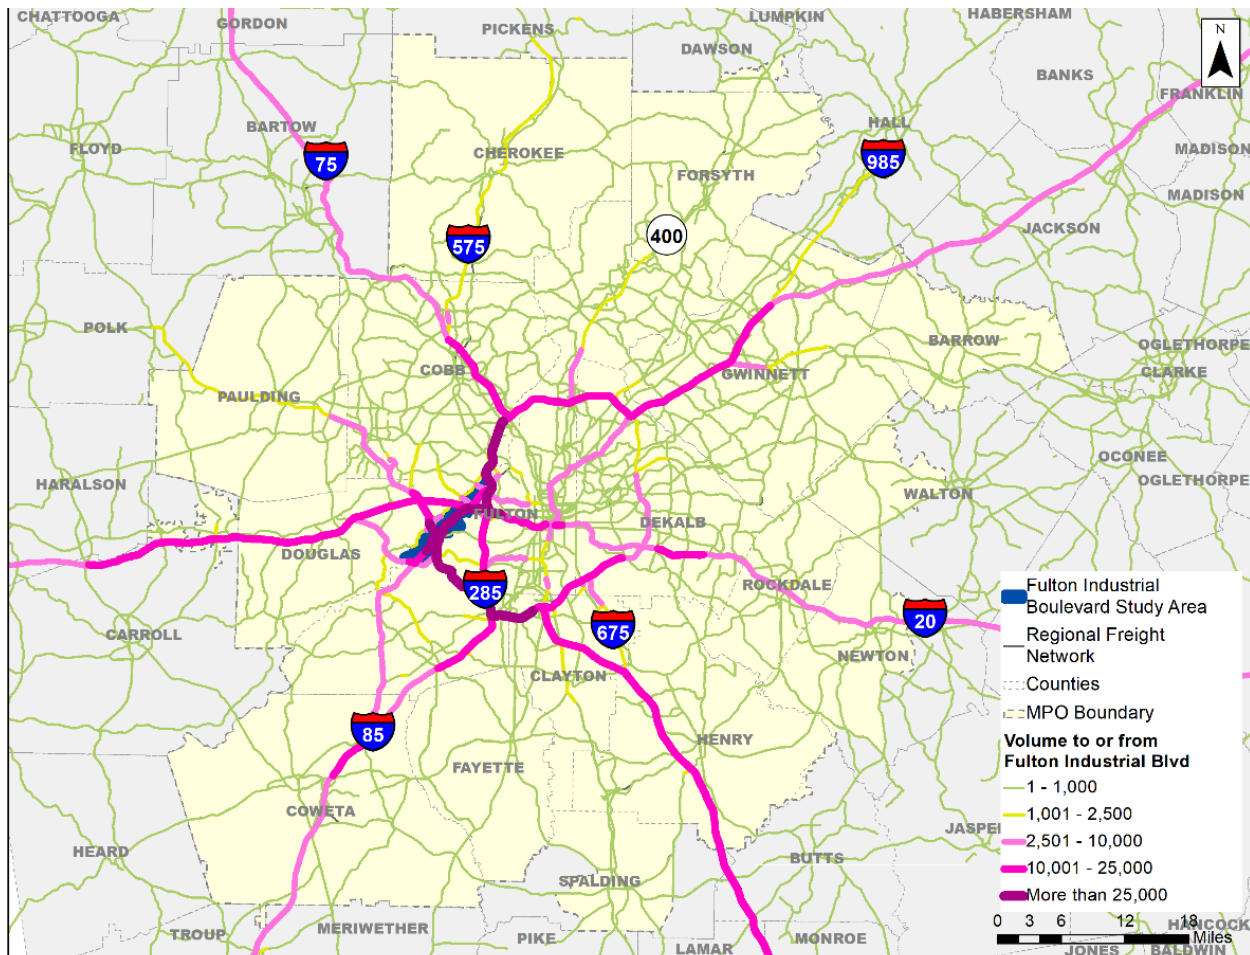 CHATTOOGA
GORDON
PICKENS
LUMPKIN
HABERSHAM
N
DAWSON
BANKS
FRANKLIN
BARTOW
HALL
FLOYD
CHEROKEE
MADISON
75
985
FORSYTH
MADISON
JACKSON
400
575
POLK
BARROW
OGLETHORPE
COBB
GWINNETT
CLARKE
PAULDING
OCONEE
HARALSON
OGLETHORPE
WALTON
FULTON
DEKALB
DOUGLAS
ROCKDALE
285
20
675
CARROLL
NEWTON
CLAYTON
85
HENRY
FAYETTE
COWETA
JASPE
HEARD
BUTTS
SPALDING
TROUP
MERIWETHER
PIKE
LAMAR
MONROE
Fulton Industrial
Boulevard Study Area
Regional Freight
Network
Counties
MPO Boundary
Volume to or from
Fulton Industrial Blvd
1 - 1,000
1,001 - 2,500
2,501 - 10,000
10,001 - 25,000
More than 25,000
0 3 6 12 18
Miles
HANCOCK
JONES
BALDWIN